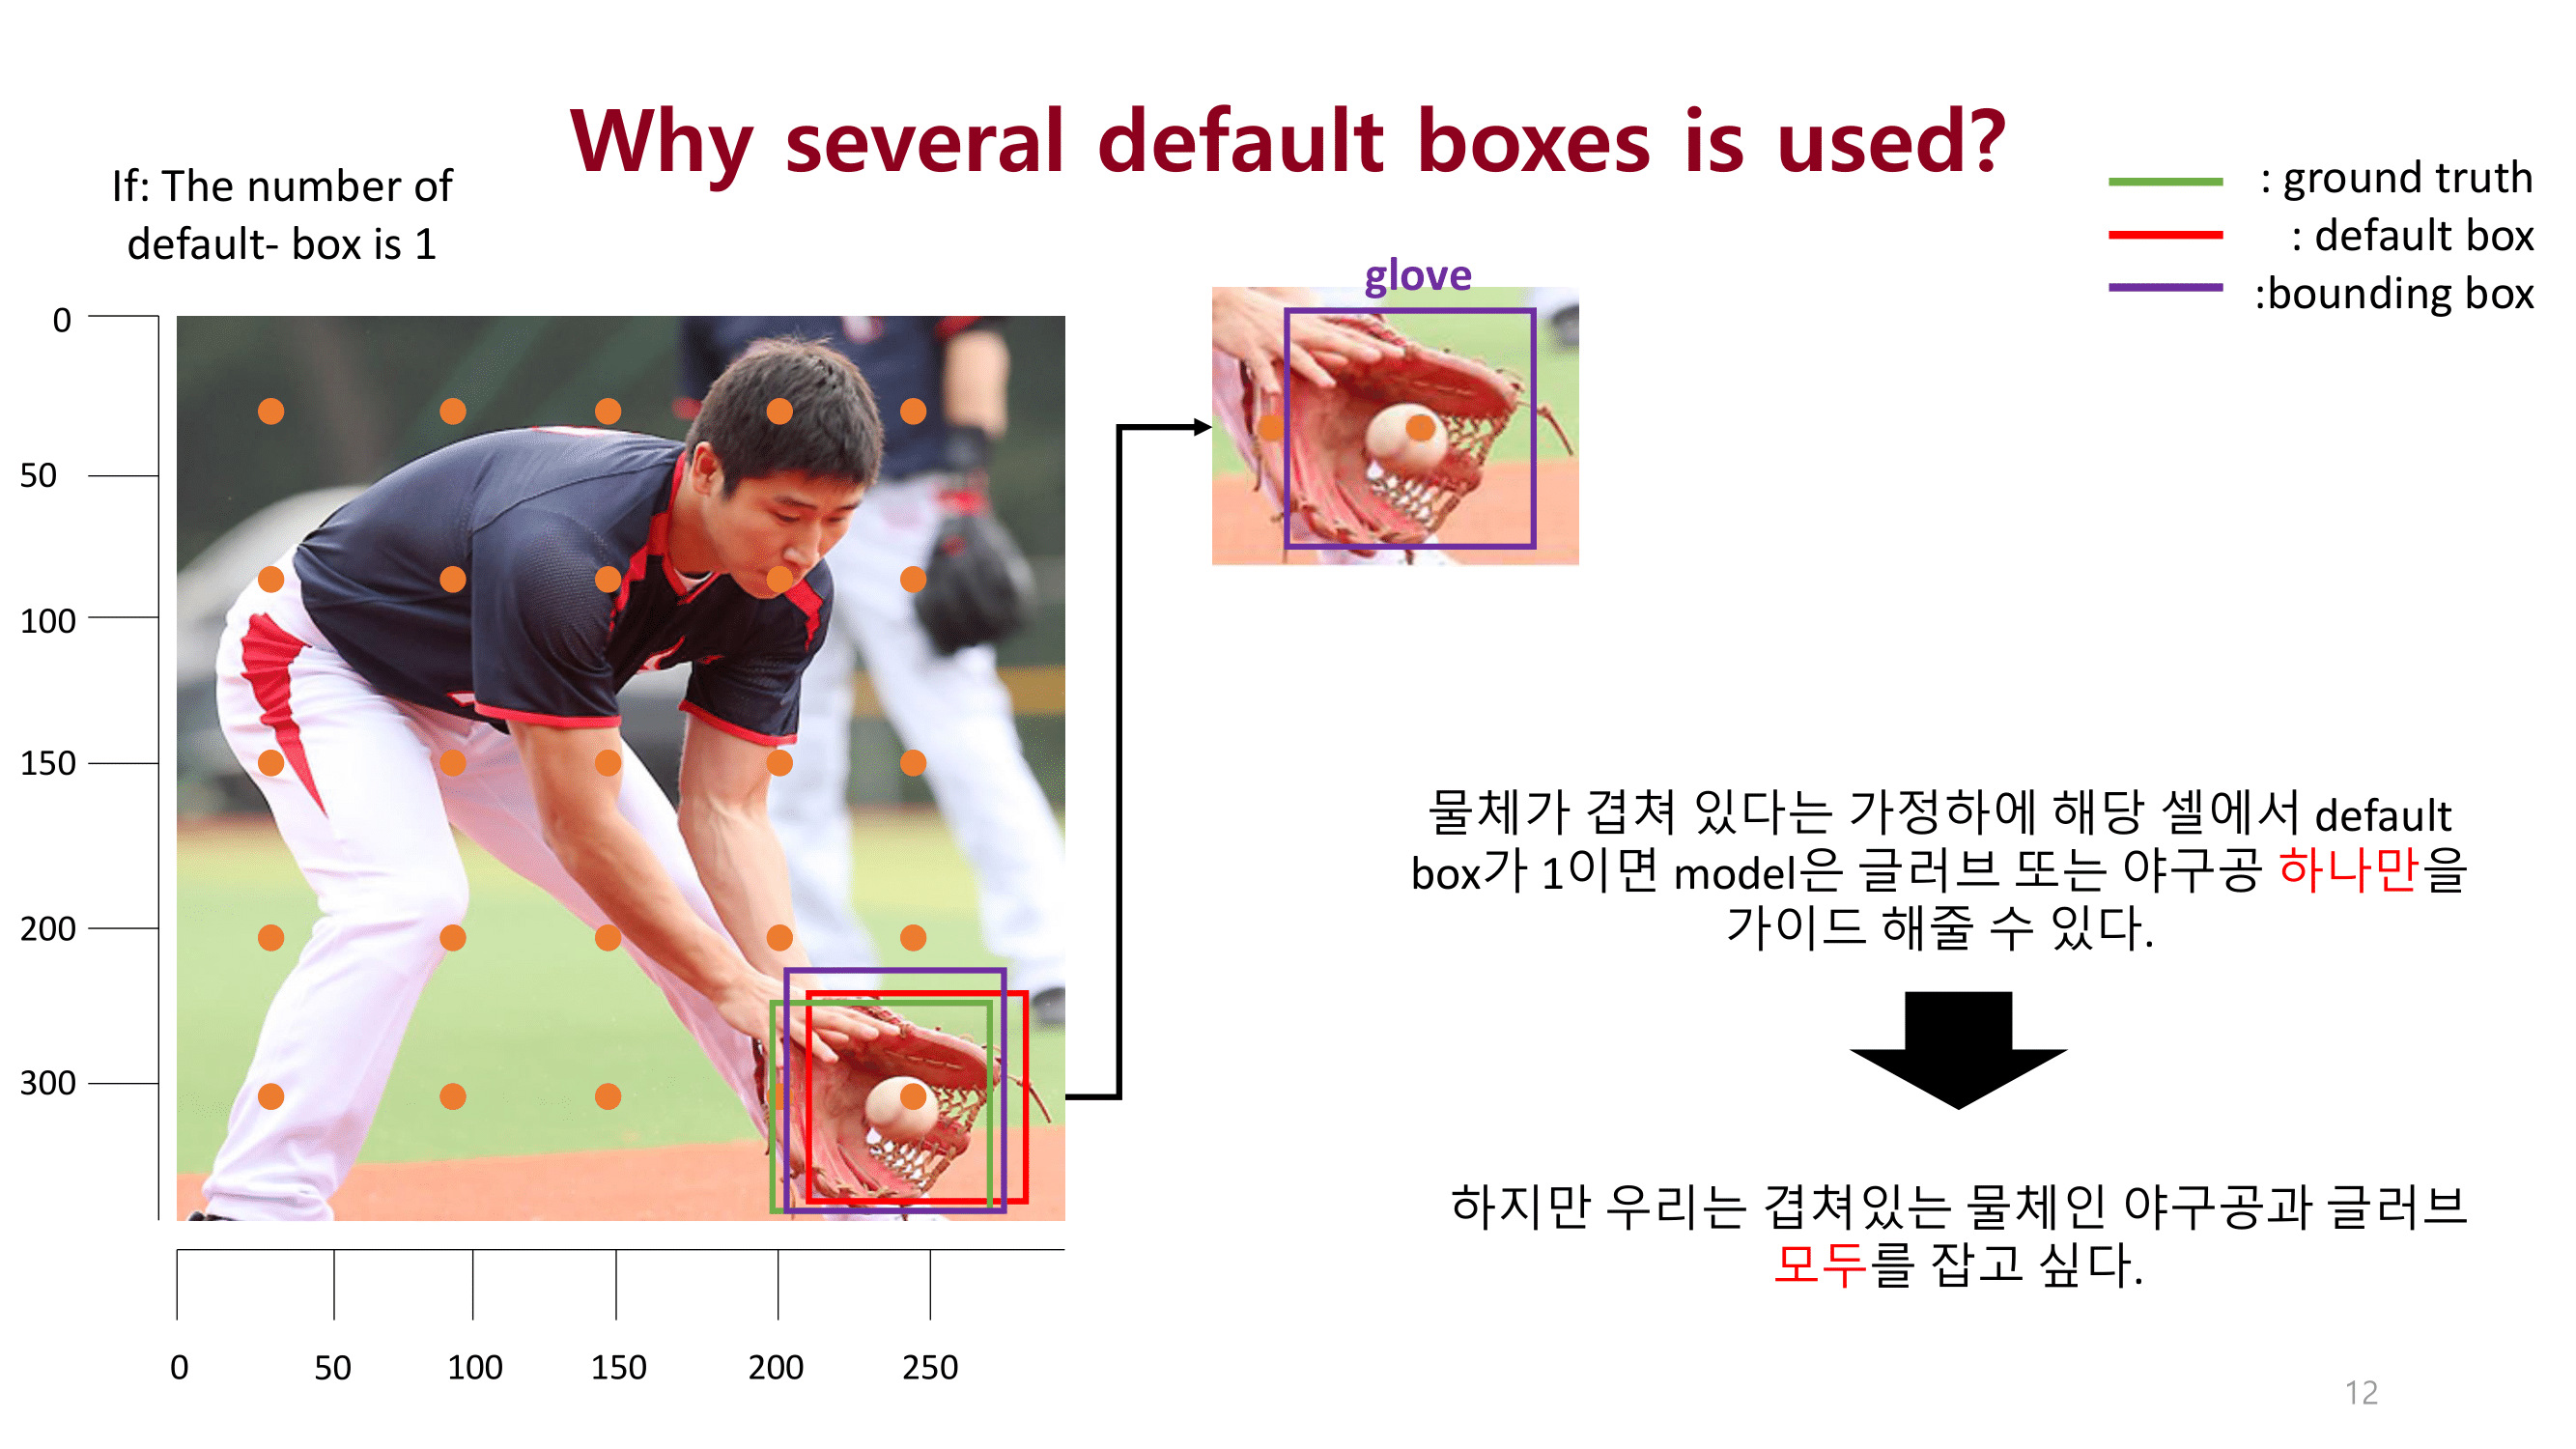 Why several default boxes is used?
If: The number of
default- box is 1
: ground truth
: default box
:bounding box
glove
0
50
100
150
200
300
0
50
100
150
200
250
물체가 겹쳐 있다는 가정하에 해당 셀에서 default
box가 1이면 model은 글러브 또는 야구공 하나만을
가이드 해줄 수 있다.
하지만 우리는 겹쳐있는 물체인 야구공과 글러브
모두를 잡고 싶다.
12